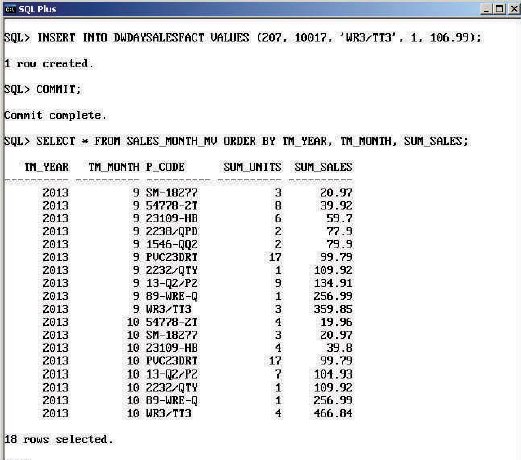 SQL Plus
SQL> INSERT INTO DWDAYSALESFACT VALUES (207, 10017, 'WR3/TT3', 1, 106.99);
1 row created.
SQL> COMMIT;
Commit complete.
SQL> SELECT * FROM SALES_MONTH_MV ORDER BY TM_YEAR, TM_MONTH, SUM_SALES;
TM_YEAR TM_MONTH P_CODE SUM_UNITS SUM_SALES
2013 9 SM-18277 3 20.97
2013 9 54778-2T 8 39.92
2013 9 23109-HB 6 59.7
2013 9 2238/QPD 2 77.9
2013 9 1546-QQ2 2 79.9
2013 9 PVC23DRT 17 99.79
2013 9 2232/QTY 1 109.92
2013 9 13-Q2/P2 9 134.91
2013 9 89-WRE-Q 1 256.99
2013 9 WR3/TT3 3 359.85
2013 10 54778-2T 4 19.96
2013 10 SM-18277 3 20.97
2013 10 23109-HB 4 39.8
2013 10 PVC23DRT 17 99.79
2013 10 13-Q2/P2 7 104.93
2013 10 2232/QTY 1 109.92
2013 10 89-WRE-Q 1 256.99
2013 10 WR3/TT3 4 466.84
18 rows selected.